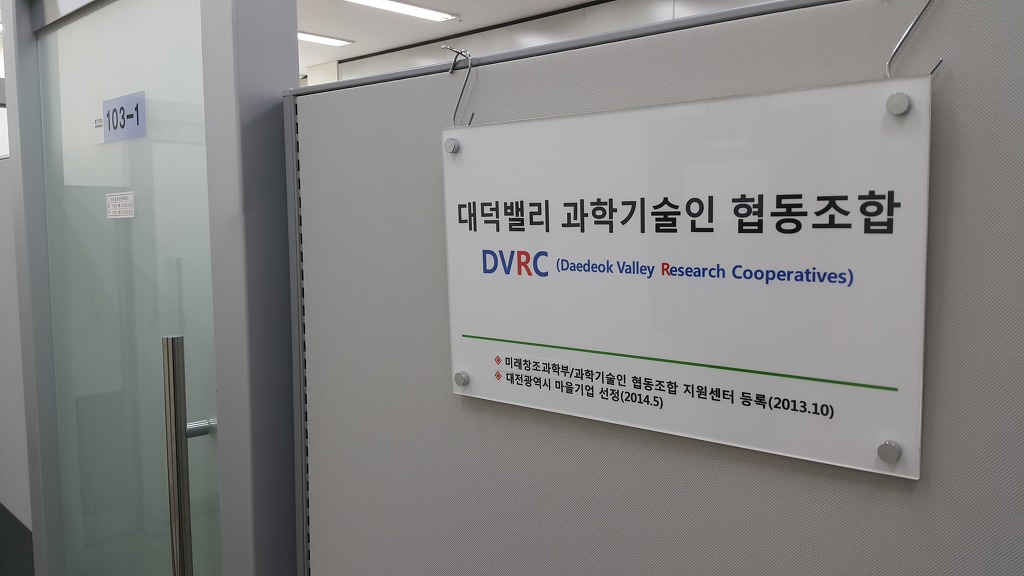 103-1
대덕밸리 과학기술인 협동조합
DVRC (Daedeok Valley Research Cooperatives)
미래창조과학부/과학기술인 협동조합 지원센터 등록(2013.10)
대전광역시 마을기업 선정(2014.5)